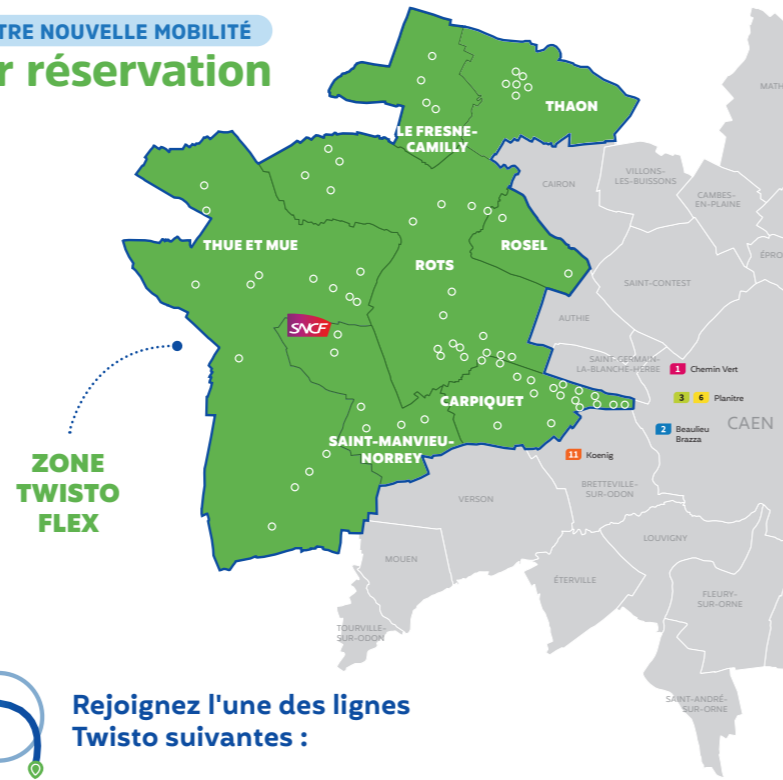 TRE NOUVELLE MOBILITÉ
r réservation
MATH
THAON
LE FRESNE-
CAMILLY
CAIRON
VILLONS-
LES-BUISSONS
CAMBES-
EN-PLAINE
THUE ET MUE
ROTS
ROSEL
ÉPRO
SAINT-CONTEST
AUTHIE
SNCF
SAINT-GERMAIN-
LA-BLANCHE-HERBE
1 Chemin Vert
3 6 Planitre
CARPIQUET
CAEN
2 Beaulieu
Brazza
SAINT-MANVIEU-
NORREY
11 Koenig
ZONE
TWISTO
FLEX
VERSON
BRETTEVILLE-
SUR-ODON
LOUVIGNY
MOUEN
ÉTERVILLE
FLEURY-
SUR-ORNE
TOURVILLE-
SUR-ODON
SAINT-ANDRÉ-
SUR-ORNE
Rejoignez l'une des lignes
Twisto suivantes :